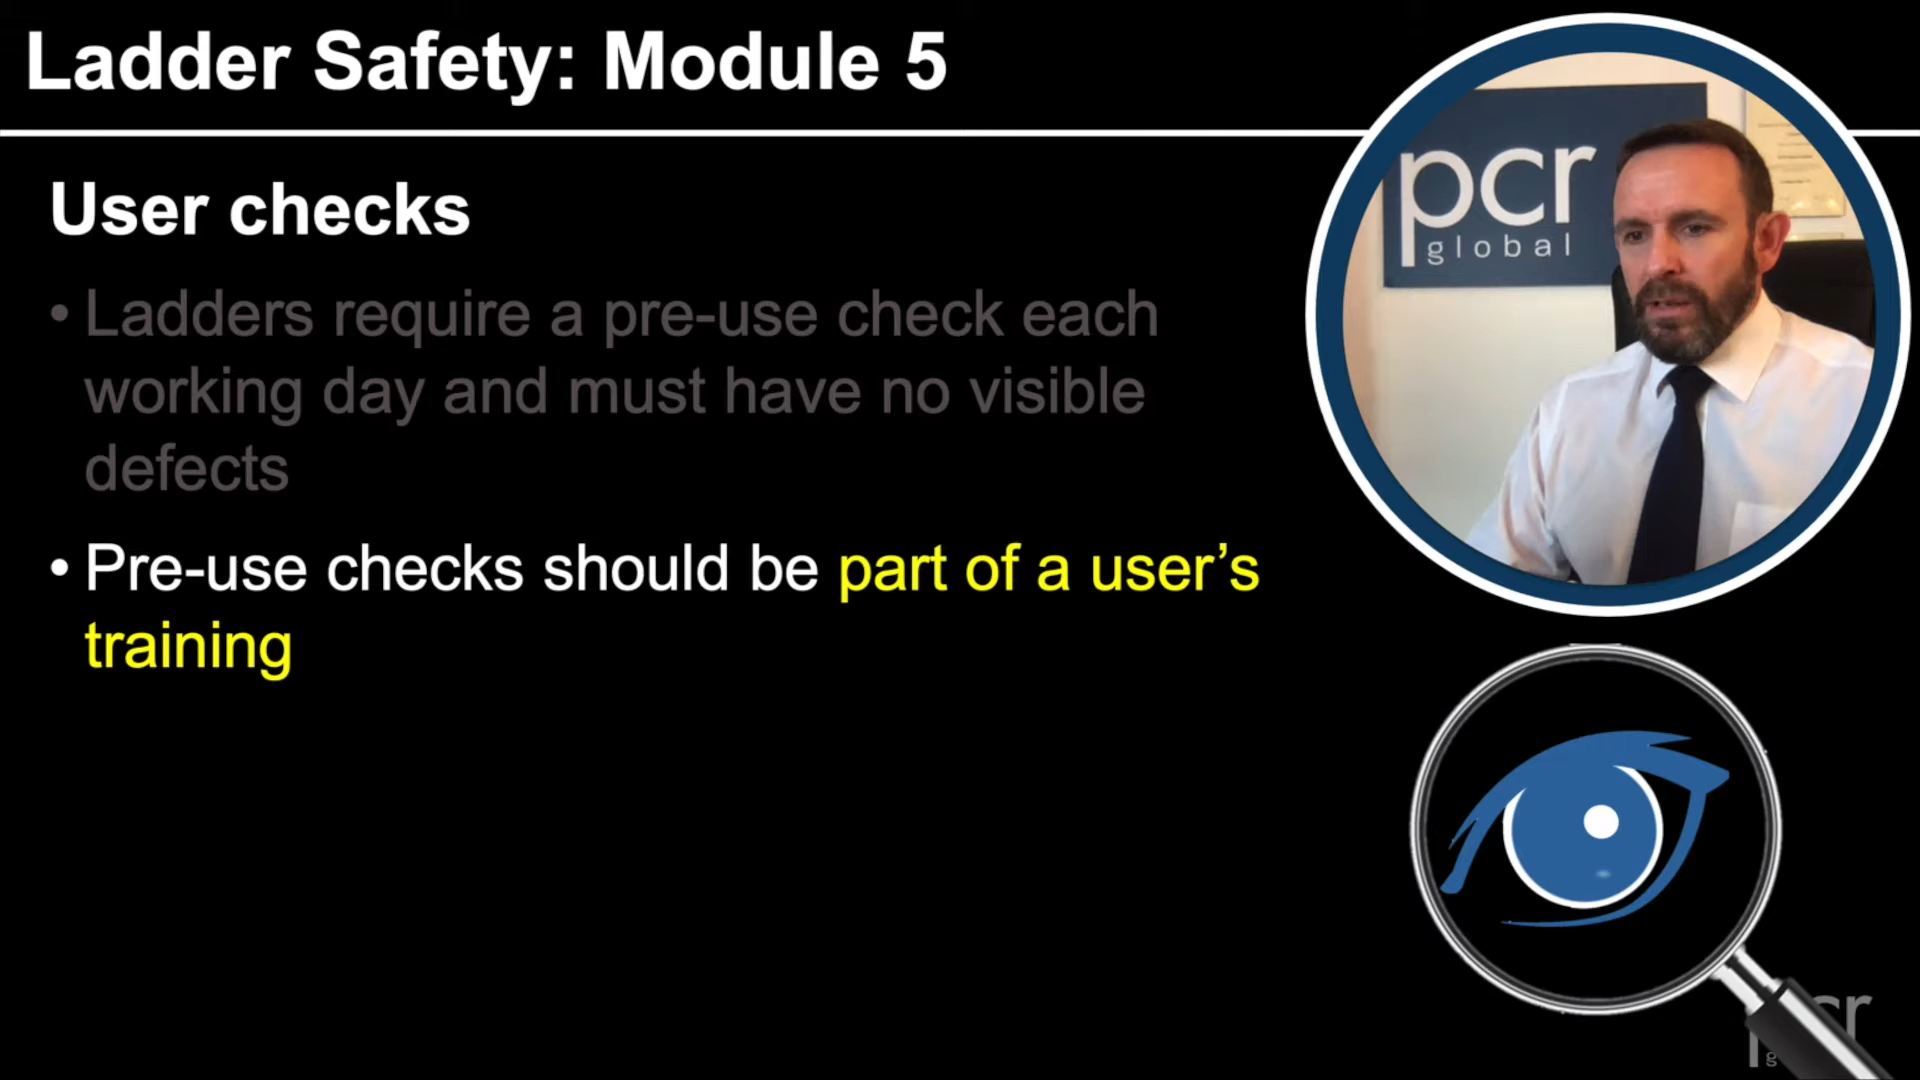 Ladder Safety: Module 5
pcr
global
User checks
• Ladders require a pre-use check each
working day and must have no visible
defects
• Pre-use checks should be part of a user’s
training